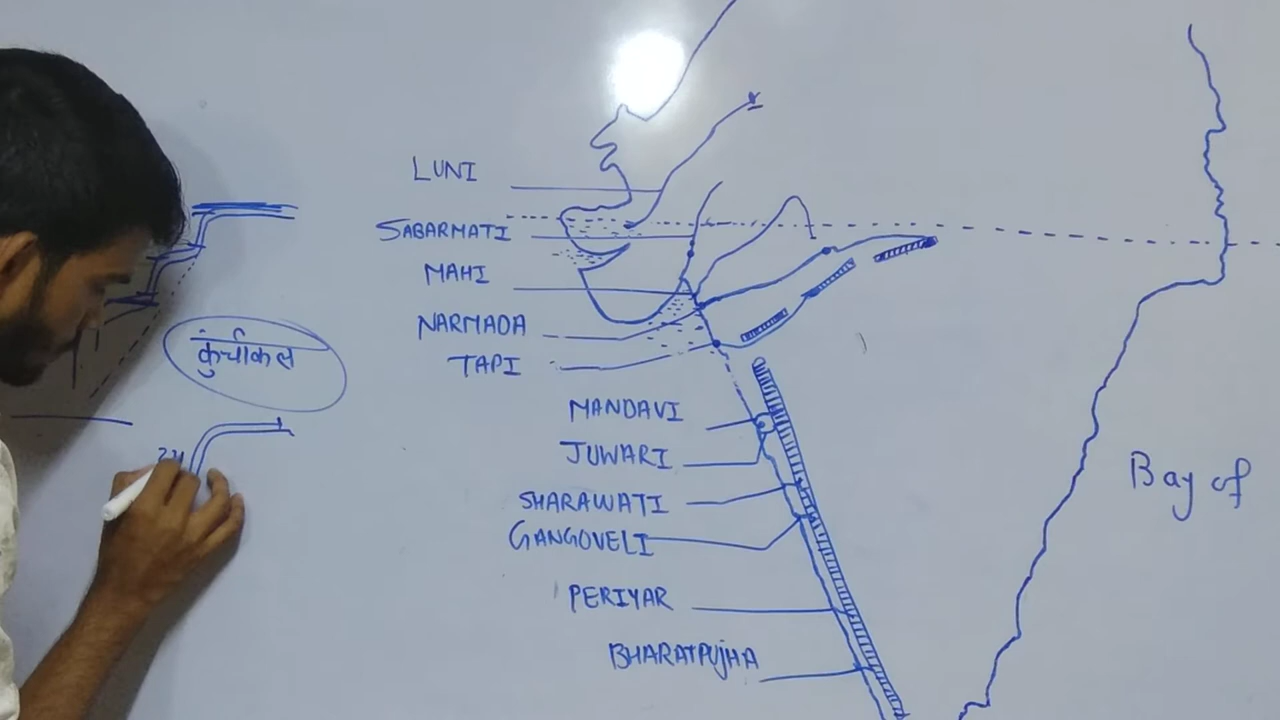 LUNI
SABARMATI
MAHI
NARMADA
TAPI
MANDAVI
JUWARI
SHARAWATI
GANGOVELI
PERIYAR
BHARATPUJHA
कुंचीकल
Bay of